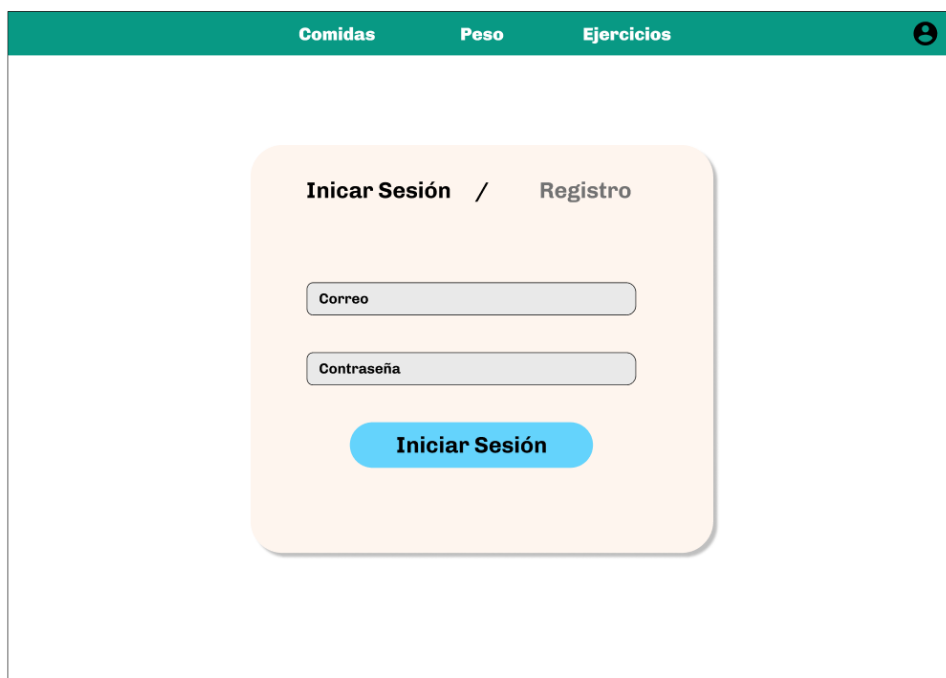 Comidas Peso Ejercicios
Inicar Sesión / Registro
Correo
Contraseña
Iniciar Sesión